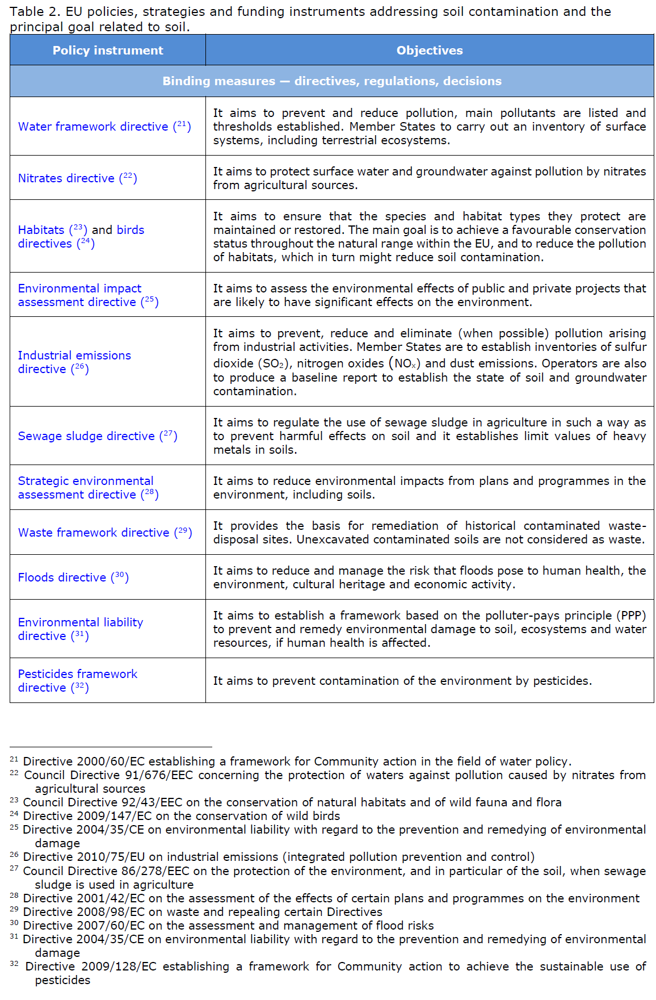 Table 2. EU policies, strategies and funding instruments addressing soil contamination and the
principal goal related to soil.
Policy instrument
Objectives
Binding measures — directives, regulations, decisions
Water framework directive (21)
It aims to prevent and reduce pollution, main pollutants are listed and
thresholds established. Member States to carry out an inventory of surface
systems, including terrestrial ecosystems.
Nitrates directive (22)
It aims to protect surface water and groundwater against pollution by nitrates
from agricultural sources.
Habitats (23) and birds
directives (24)
It aims to ensure that the species and habitat types they protect are
maintained or restored. The main goal is to achieve a favourable conservation
status throughout the natural range within the EU, and to reduce the pollution
of habitats, which in turn might reduce soil contamination.
Environmental impact
assessment directive (25)
It aims to assess the environmental effects of public and private projects that
are likely to have significant effects on the environment.
Industrial emissions
directive (26)
It aims to prevent, reduce and eliminate (when possible) pollution arising
from industrial activities. Member States are to establish inventories of sulfur
dioxide (SO₂), nitrogen oxides (NOₓ) and dust emissions. Operators are also
to produce a baseline report to establish the state of soil and groundwater
contamination.
Sewage sludge directive (27)
It aims to regulate the use of sewage sludge in agriculture in such a way as
to prevent harmful effects on soil and it establishes limit values of heavy
metals in soils.
Strategic environmental
assessment directive (28)
It aims to reduce environmental impacts from plans and programmes in the
environment, including soils.
Waste framework directive (29)
It provides the basis for remediation of historical contaminated waste-
disposal sites. Unexcavated contaminated soils are not considered as waste.
Floods directive (30)
It aims to reduce and manage the risk that floods pose to human health, the
environment, cultural heritage and economic activity.
Environmental liability
directive (31)
It aims to establish a framework based on the polluter-pays principle (PPP)
to prevent and remedy environmental damage to soil, ecosystems and water
resources, if human health is affected.
Pesticides framework
directive (32)
It aims to prevent contamination of the environment by pesticides.
21 Directive 2000/60/EC establishing a framework for Community action in the field of water policy.
22 Council Directive 91/676/EEC concerning the protection of waters against pollution caused by nitrates from
agricultural sources
23 Council Directive 92/43/EEC on the conservation of natural habitats and of wild fauna and flora
24 Directive 2009/147/EC on the conservation of wild birds
25 Directive 2004/35/CE on environmental liability with regard to the prevention and remedying of environmental
damage
26 Directive 2010/75/EU on industrial emissions (integrated pollution prevention and control)
27 Council Directive 86/278/EEC on the protection of the environment, and in particular of the soil, when sewage
sludge is used in agriculture
28 Directive 2001/42/EC on the assessment of the effects of certain plans and programmes on the environment
29 Directive 2008/98/EC on waste and repealing certain Directives
30 Directive 2007/60/EC on the assessment and management of flood risks
31 Directive 2004/35/CE on environmental liability with regard to the prevention and remedying of environmental
damage
32 Directive 2009/128/EC establishing a framework for Community action to achieve the sustainable use of
pesticides